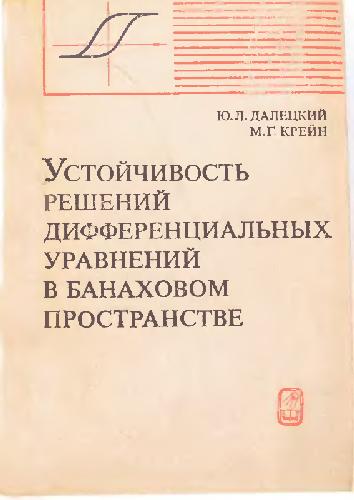 Ю.Л.ДАЛЕЦКИЙ
М.Г КРЕЙН
УСТОЙЧИВОСТЬ
РЕШЕНИЙ
ДИФФЕРЕНЦИАЛЬНЫХ
УРАВНЕНИЙ
В БАНАХОВОМ
ПРОСТРАНСТВЕ